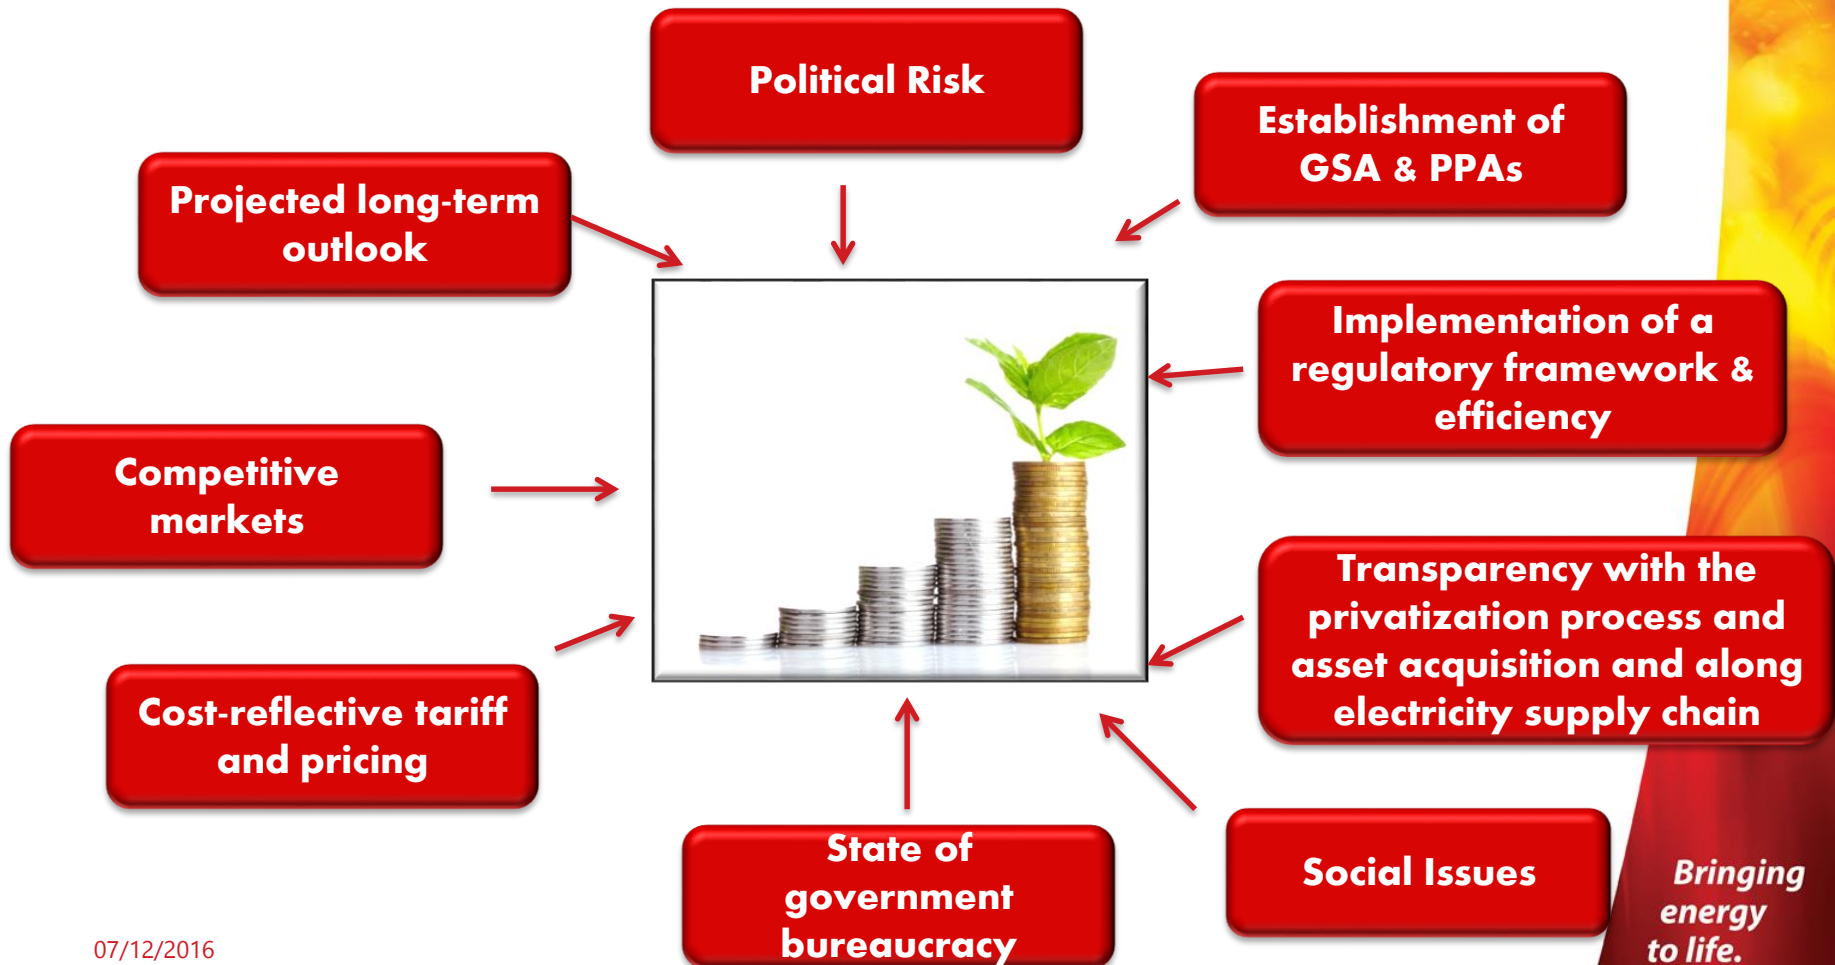 Political Risk
Establishment of
GSA & PPAs
Projected long-term
outlook
Implementation of a
regulatory framework &
efficiency
Competitive
markets
Transparency with the
privatization process and
asset acquisition and along
electricity supply chain
Cost-reflective tariff
and pricing
State of
government
bureaucracy
Social Issues
Bringing
energy
to life.
07/12/2016